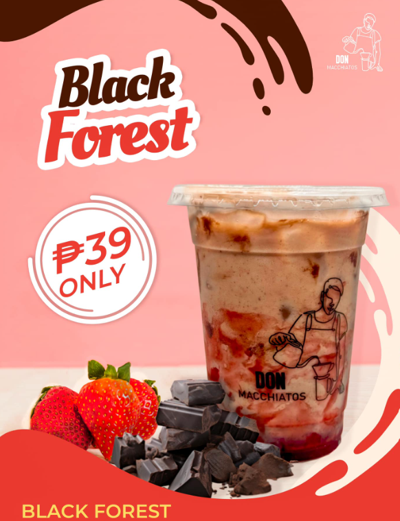 DON
MACCHIATOS
Black
Forest
₱39
ONLY
DON
MACCHIATOS
BLACK FOREST